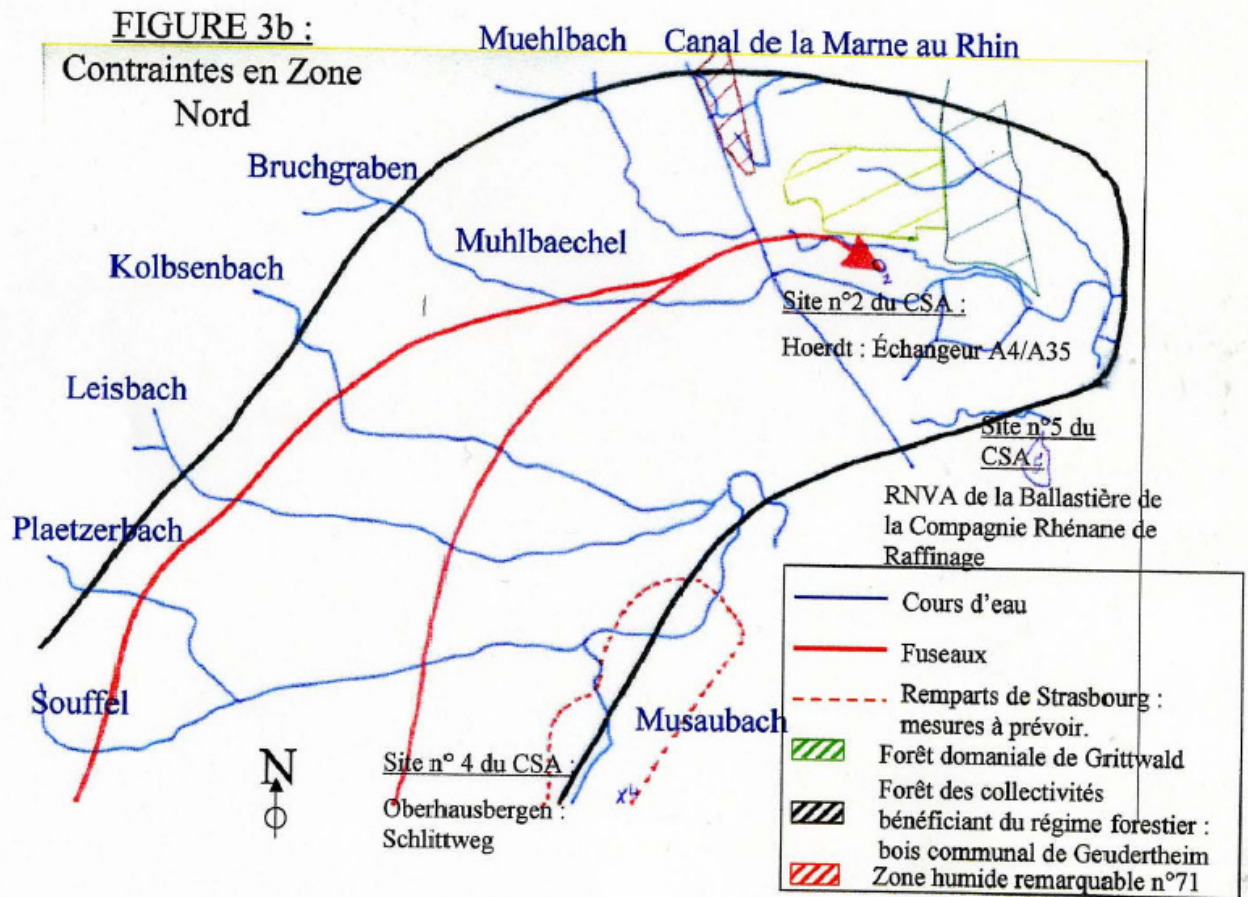 FIGURE 3b :
Contraintes en Zone
Nord
Muehlbach
Canal de la Marne au Rhin
Bruchgraben
Muhlbaechel
Kolbsenbach
2
Site n°2 du CSA :
Hoerdt : Échangeur A4/A35
Leisbach
Site n°5 du
CSA :
5
RNVA de la Ballastière de
la Compagnie Rhénane de
Raffinage
Plaetzerbach
Souffel
Musaubach
N
Site n° 4 du CSA :
Oberhausbergen :
Schlittweg
x4
Cours d'eau
Fuseaux
Remparts de Strasbourg :
mesures à prévoir.
Forêt domaniale de Grittwald
Forêt des collectivités
bénéficiant du régime forestier :
bois communal de Geudertheim
Zone humide remarquable n°71